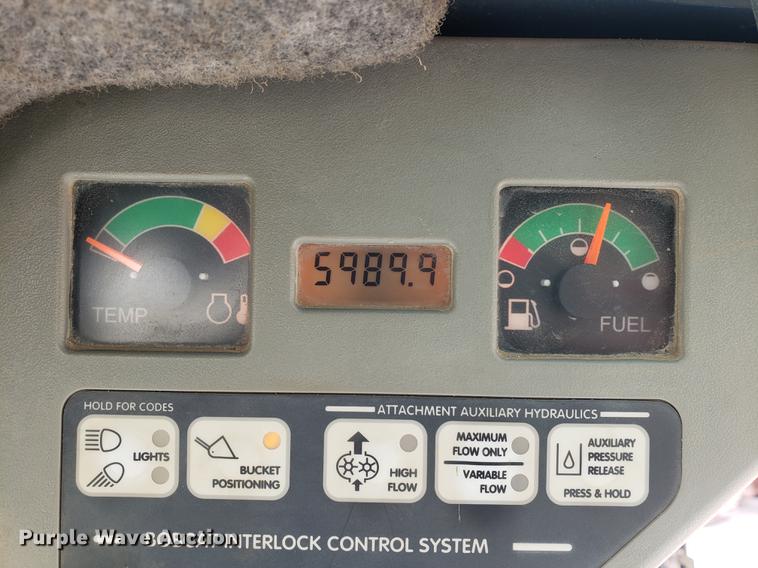 5989.9
TEMP
FUEL
HOLD FOR CODES
ATTACHMENT AUXILIARY HYDRAULICS
LIGHTS
BUCKET
POSITIONING
HIGH
FLOW
MAXIMUM
FLOW ONLY
VARIABLE
FLOW
AUXILIARY
PRESSURE
RELEASE
PRESS & HOLD
Purple Wave Auction
INTERLOCK CONTROL SYSTEM